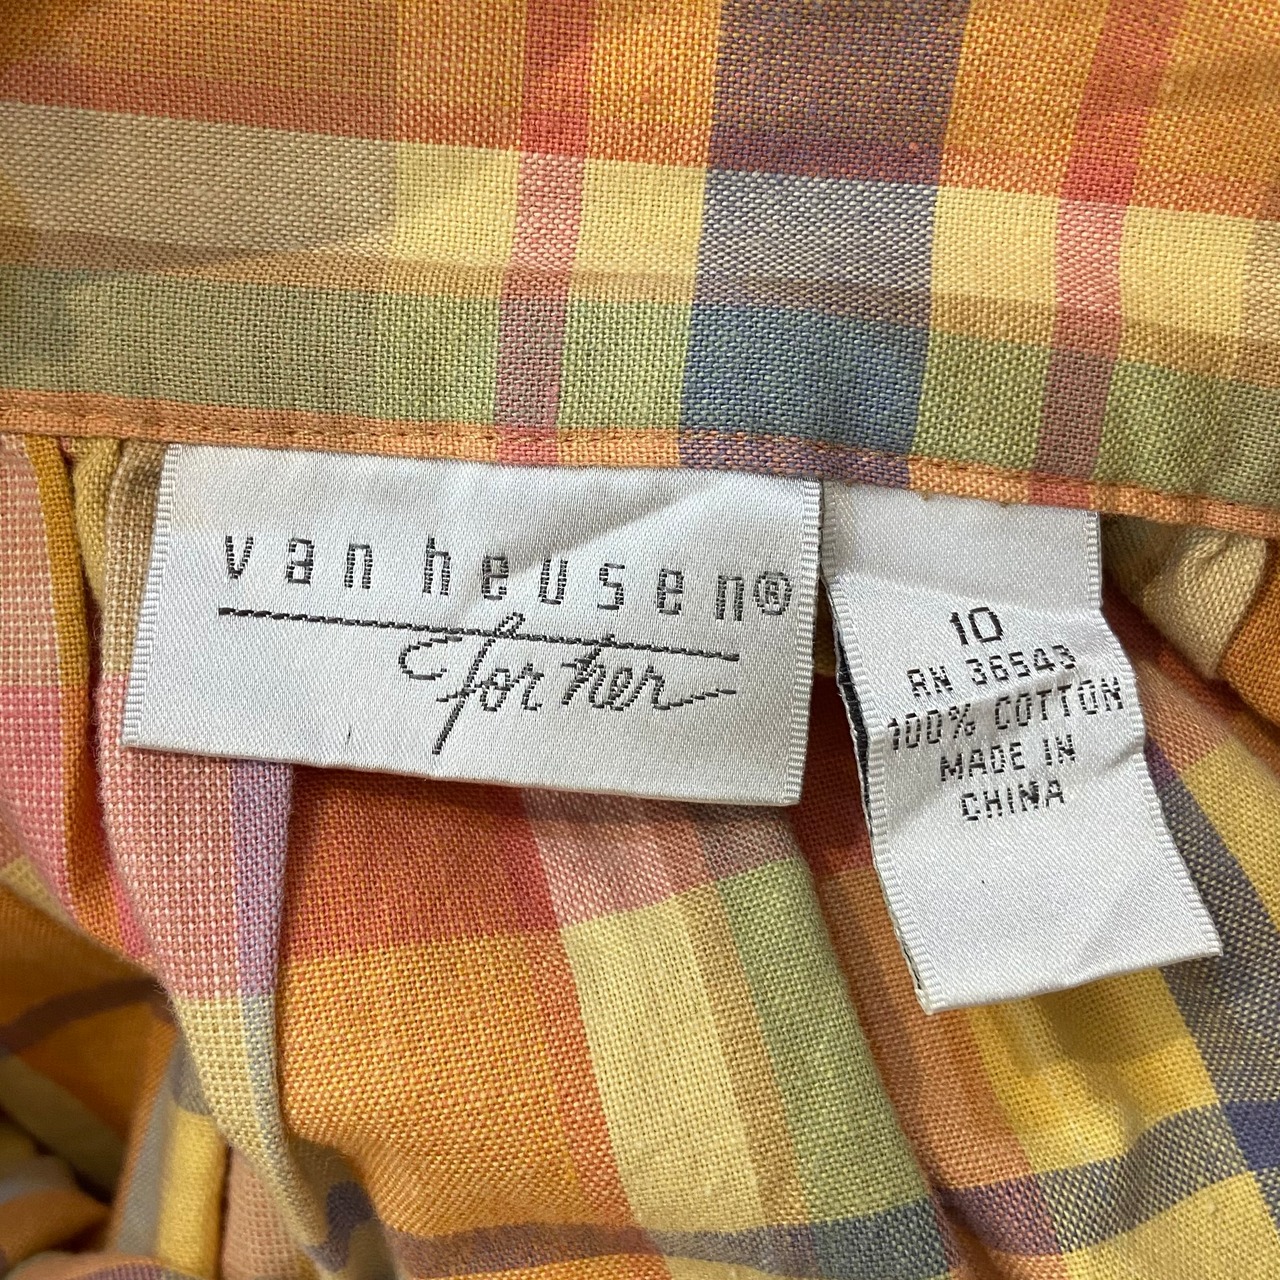 van heusen®
for her
10
RN 36543
100% COTTON
MADE IN
CHINA